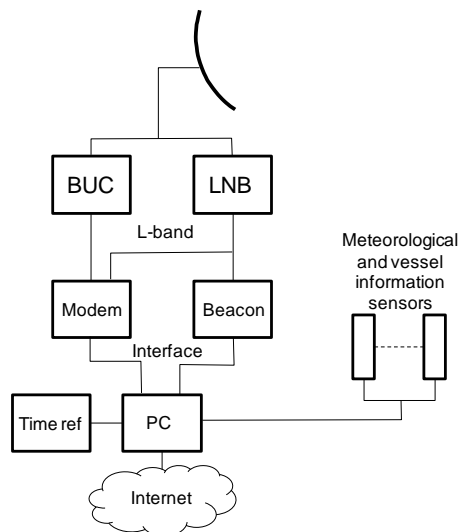 BUC
LNB
L-band
Meteorological
and vessel
information
sensors
Modem
Beacon
Interface
Time ref
PC
Internet